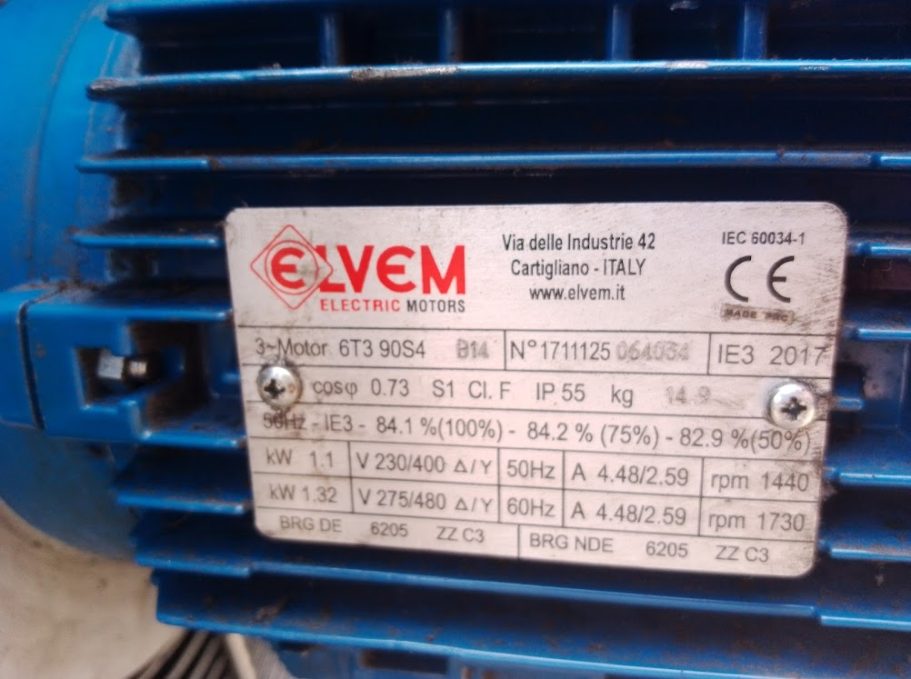 ELVEM
ELECTRIC MOTORS
Via delle Industrie 42
Cartigliano - ITALY
www.elvem.it
IEC 60034-1
CE
MADE PRC
3~Motor 6T3 90S4 B14 N° 1711125 064034 IE3 2017
cosφ 0.73 S1 Cl. F IP 55 kg 14.9
50Hz - IE3 - 84.1 %(100%) - 84.2 % (75%) - 82.9 %(50%)
kW 1.1 V 230/400 Δ/Y 50Hz A 4.48/2.59 rpm 1440
kW 1.32 V 275/480 Δ/Y 60Hz A 4.48/2.59 rpm 1730
BRG DE 6205 ZZ C3 BRG NDE 6205 ZZ C3